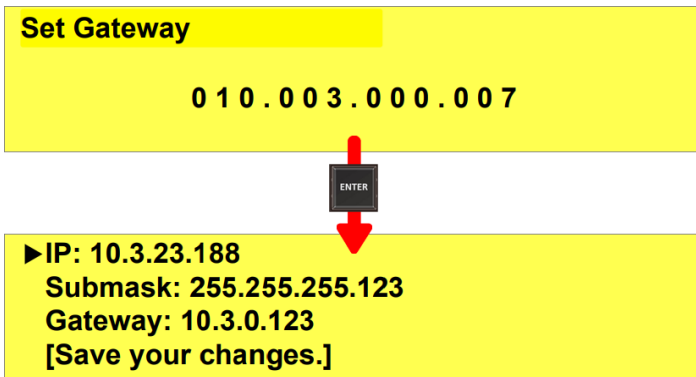 Set Gateway
010.003.000.007
ENTER
▶IP: 10.3.23.188
Submask: 255.255.255.123
Gateway: 10.3.0.123
[Save your changes.]